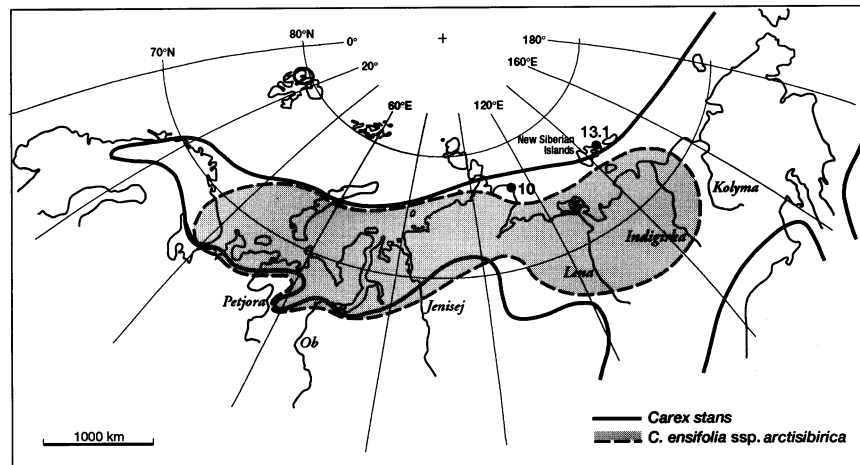 80°N
0°
+
180°
70°N
20°
160°E
60°E
120°E
13.1
New Siberian
Islands
10
Kolyma
Indigirka
Lena
Petjora
Jenisej
Ob
Carex stans
1000 km
C. ensifolia ssp. arctisibirica